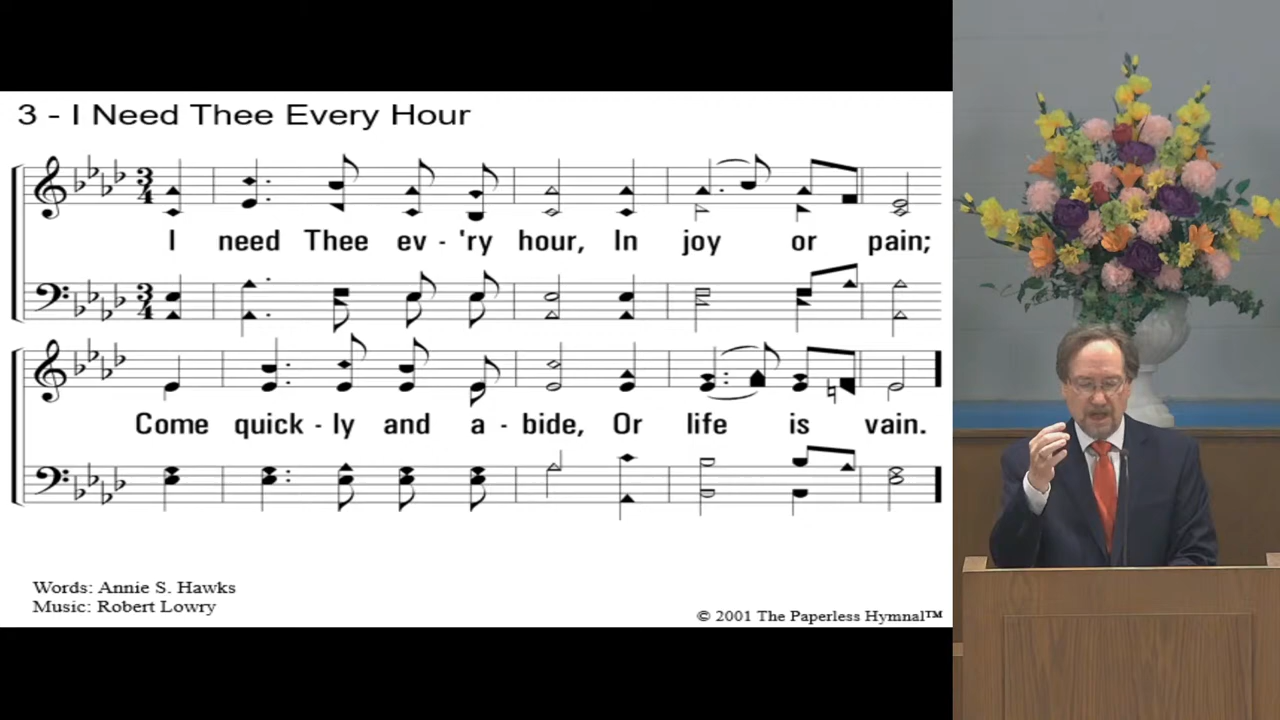 3 - I Need Thee Every Hour
I need Thee ev - 'ry hour, In joy or pain;
Come quick - ly and a - bide, Or life is vain.
Words: Annie S. Hawks
Music: Robert Lowry
© 2001 The Paperless Hymnal™